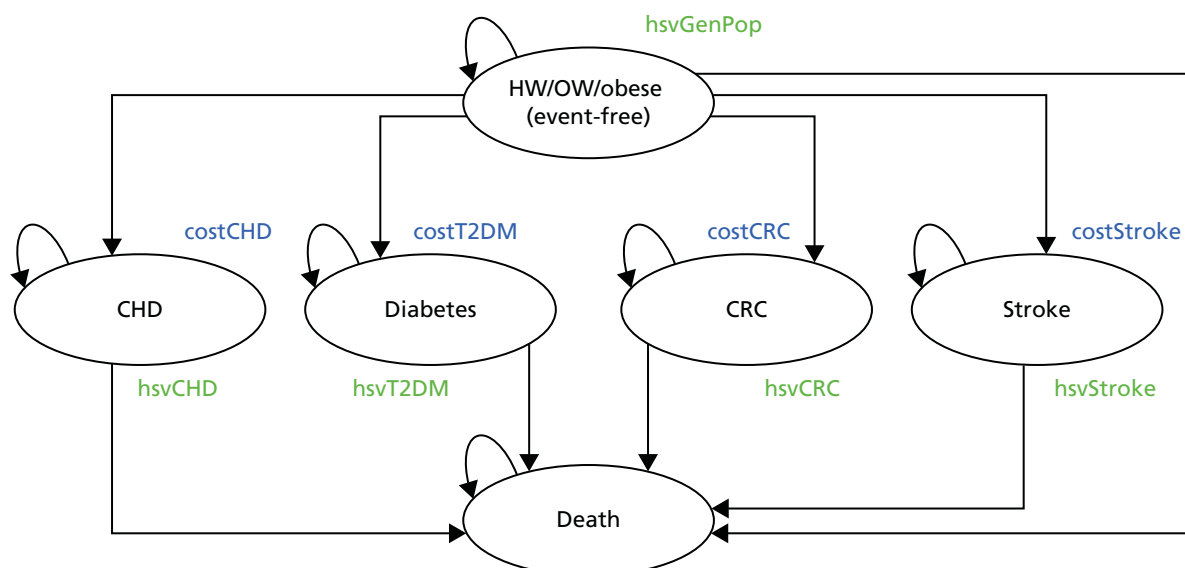 hsvGenPop
HW/OW/obese
(event-free)
costCHD
costT2DM
costCRC
costStroke
CHD
Diabetes
CRC
Stroke
hsvCHD
hsvT2DM
hsvCRC
hsvStroke
Death